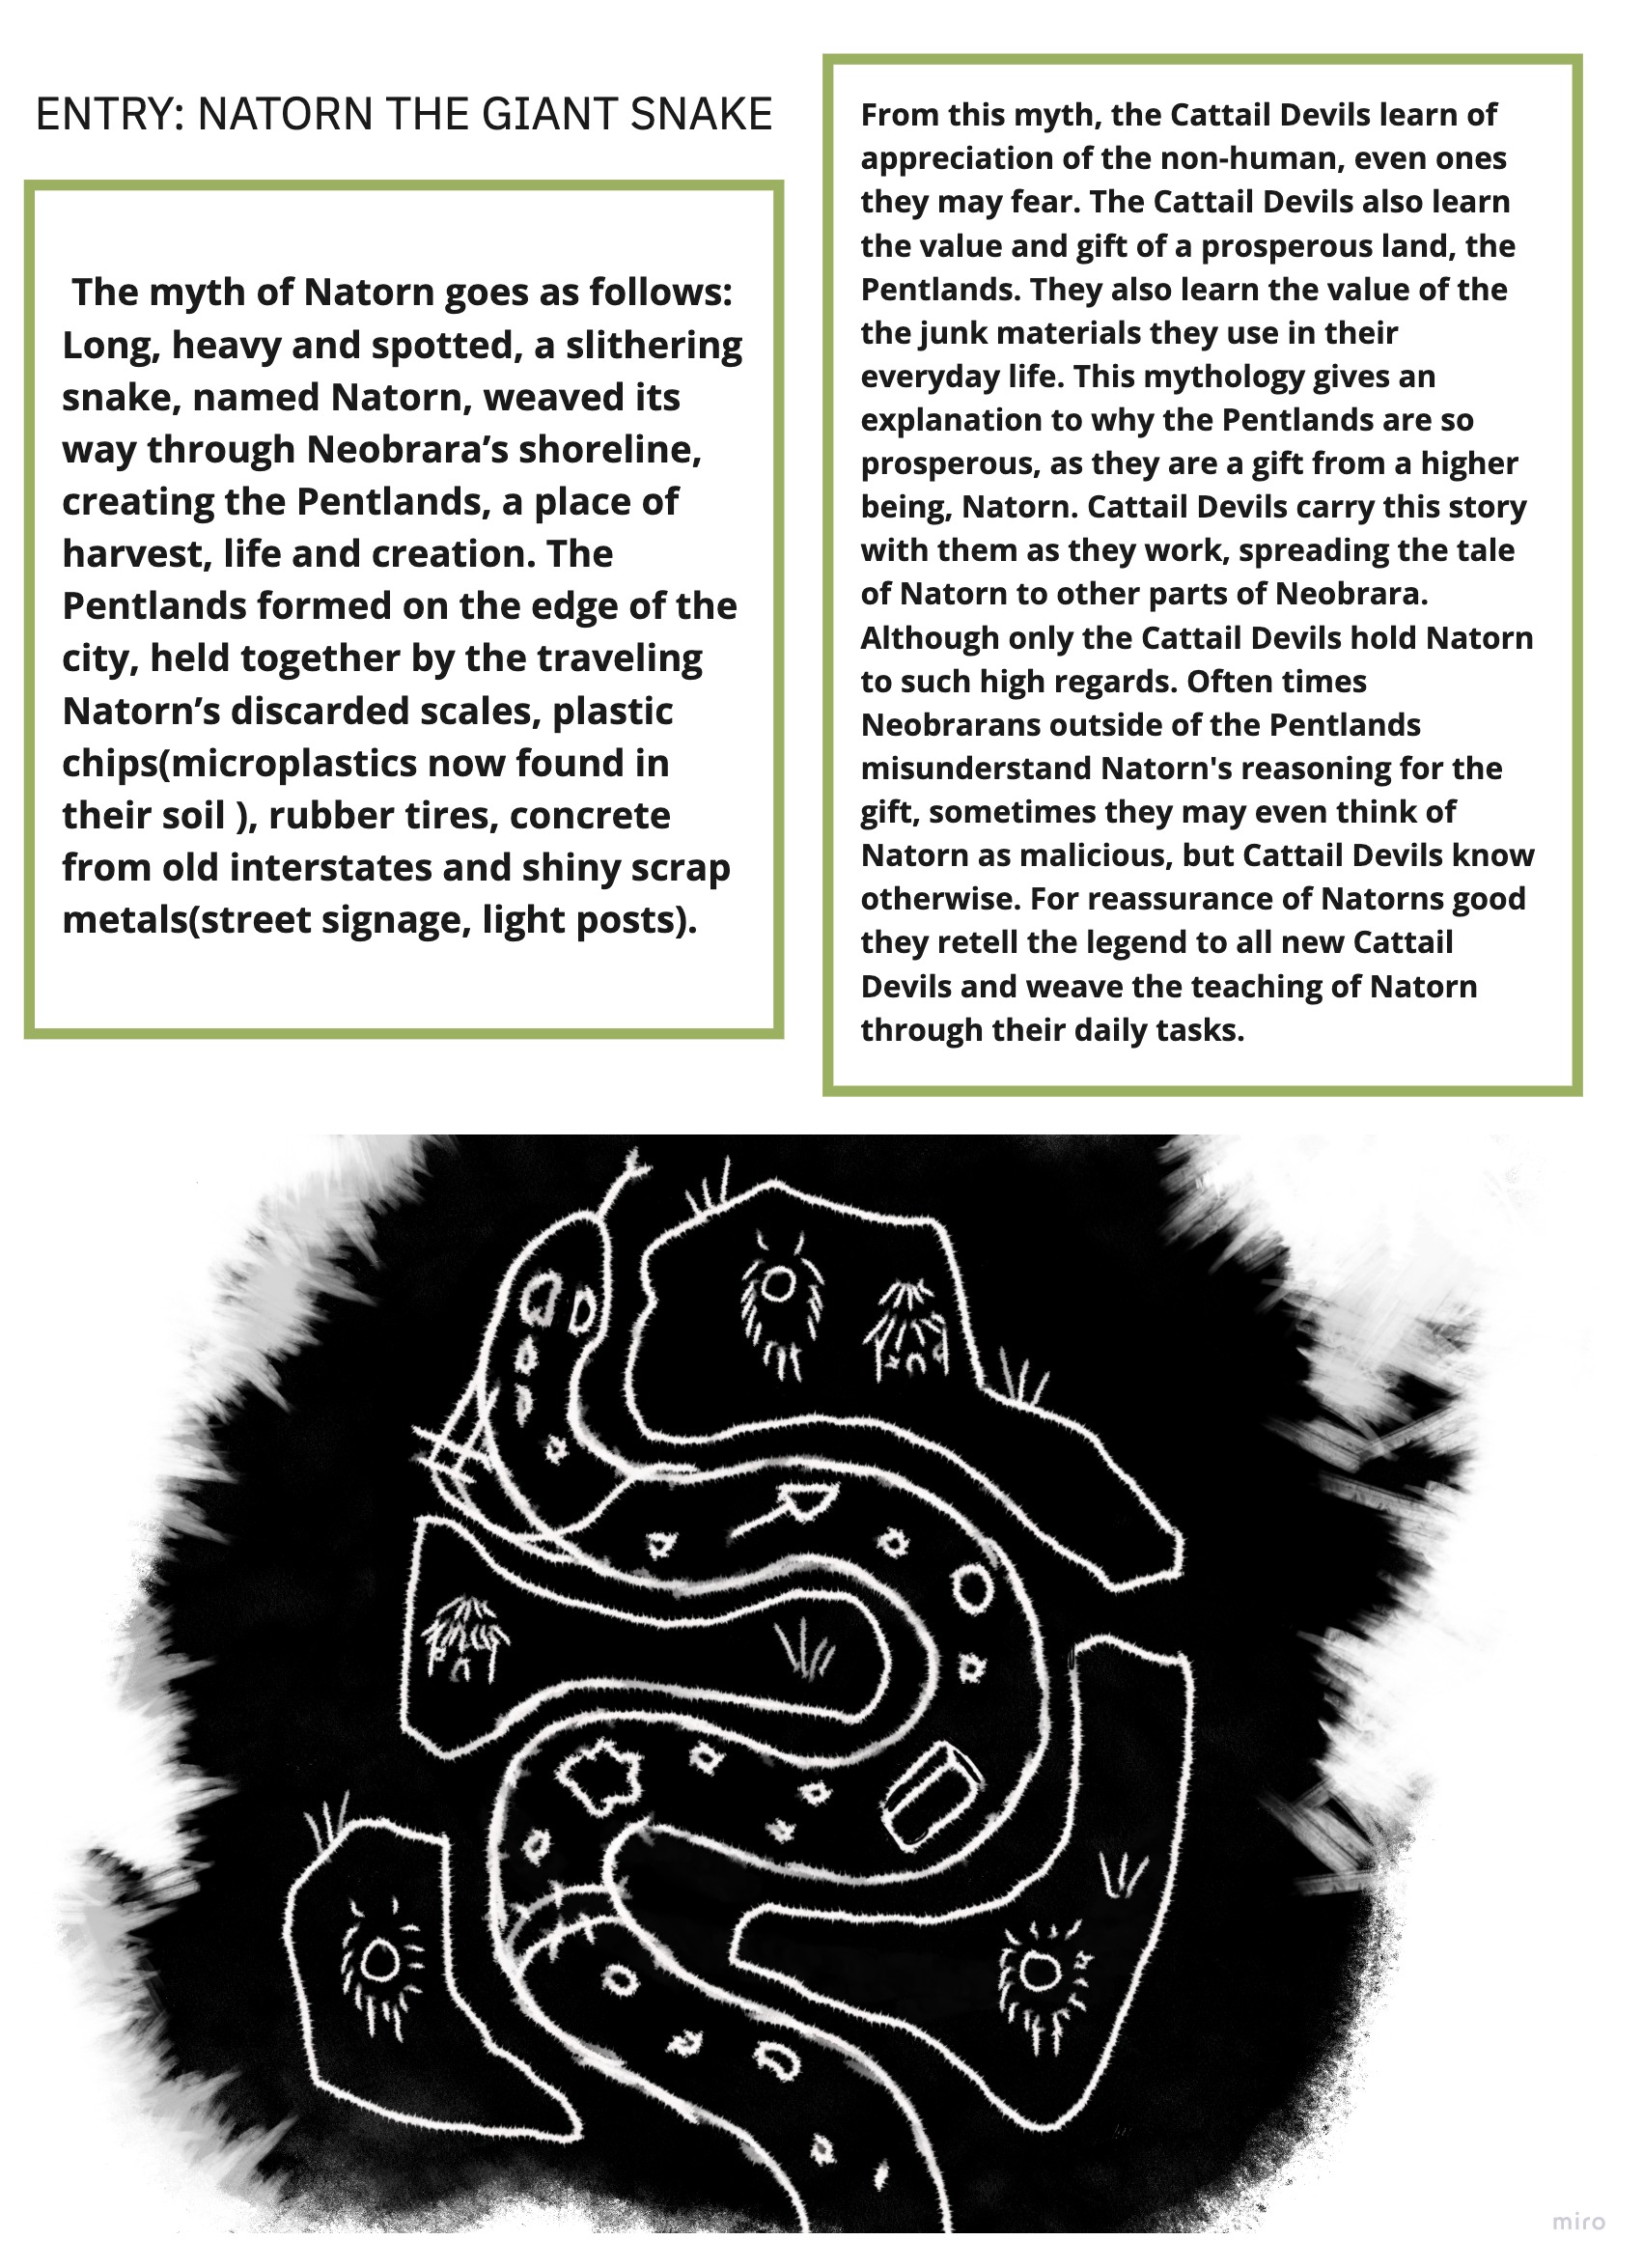 ENTRY: NATORN THE GIANT SNAKE
The myth of Natorn goes as follows:
Long, heavy and spotted, a slithering
snake, named Natorn, weaved its
way through Neobrara’s shoreline,
creating the Pentlands, a place of
harvest, life and creation. The
Pentlands formed on the edge of the
city, held together by the traveling
Natorn’s discarded scales, plastic
chips(microplastics now found in
their soil ), rubber tires, concrete
from old interstates and shiny scrap
metals(street signage, light posts).
From this myth, the Cattail Devils learn of
appreciation of the non-human, even ones
they may fear. The Cattail Devils also learn
the value and gift of a prosperous land, the
Pentlands. They also learn the value of the
the junk materials they use in their
everyday life. This mythology gives an
explanation to why the Pentlands are so
prosperous, as they are a gift from a higher
being, Natorn. Cattail Devils carry this story
with them as they work, spreading the tale
of Natorn to other parts of Neobrara.
Although only the Cattail Devils hold Natorn
to such high regards. Often times
Neobrarans outside of the Pentlands
misunderstand Natorn's reasoning for the
gift, sometimes they may even think of
Natorn as malicious, but Cattail Devils know
otherwise. For reassurance of Natorns good
they retell the legend to all new Cattail
Devils and weave the teaching of Natorn
through their daily tasks.
miro